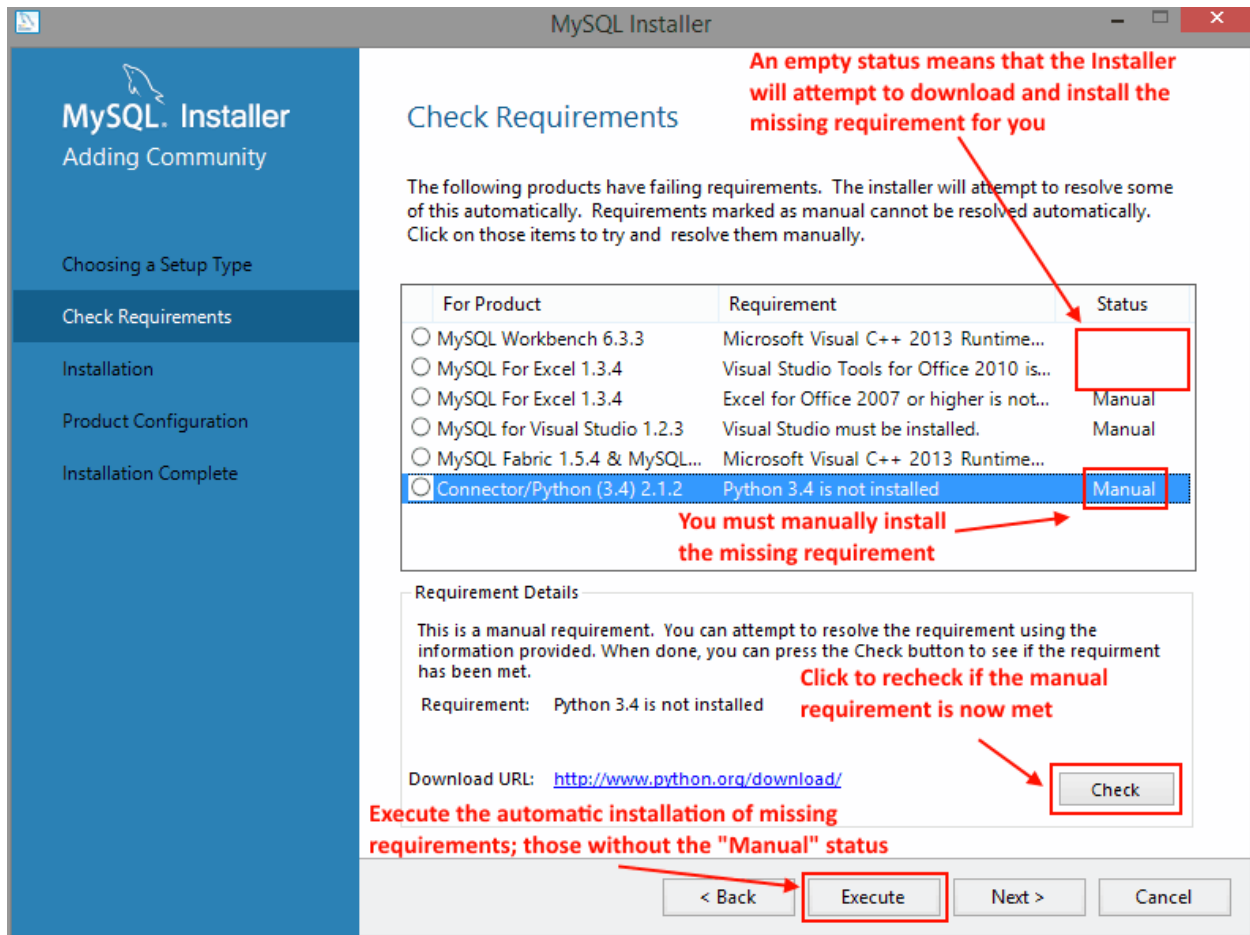 MySQL Installer
An empty status means that the Installer
will attempt to download and install the
missing requirement for you
MySQL. Installer
Adding Community
Choosing a Setup Type
Check Requirements
Installation
Product Configuration
Installation Complete
Check Requirements
The following products have failing requirements. The installer will attempt to resolve some
of this automatically. Requirements marked as manual cannot be resolved automatically.
Click on those items to try and resolve them manually.
For Product Requirement Status
MySQL Workbench 6.3.3 Microsoft Visual C++ 2013 Runtime...
MySQL For Excel 1.3.4 Visual Studio Tools for Office 2010 is...
MySQL For Excel 1.3.4 Excel for Office 2007 or higher is not... Manual
MySQL for Visual Studio 1.2.3 Visual Studio must be installed. Manual
MySQL Fabric 1.5.4 & MySQL... Microsoft Visual C++ 2013 Runtime...
Connector/Python (3.4) 2.1.2 Python 3.4 is not installed Manual
You must manually install
the missing requirement
Requirement Details
This is a manual requirement. You can attempt to resolve the requirement using the
information provided. When done, you can press the Check button to see if the requirment
has been met.
Click to recheck if the manual
requirement is now met
Requirement: Python 3.4 is not installed
Download URL: http://www.python.org/download/
Check
Execute the automatic installation of missing
requirements; those without the "Manual" status
< Back Execute Next > Cancel